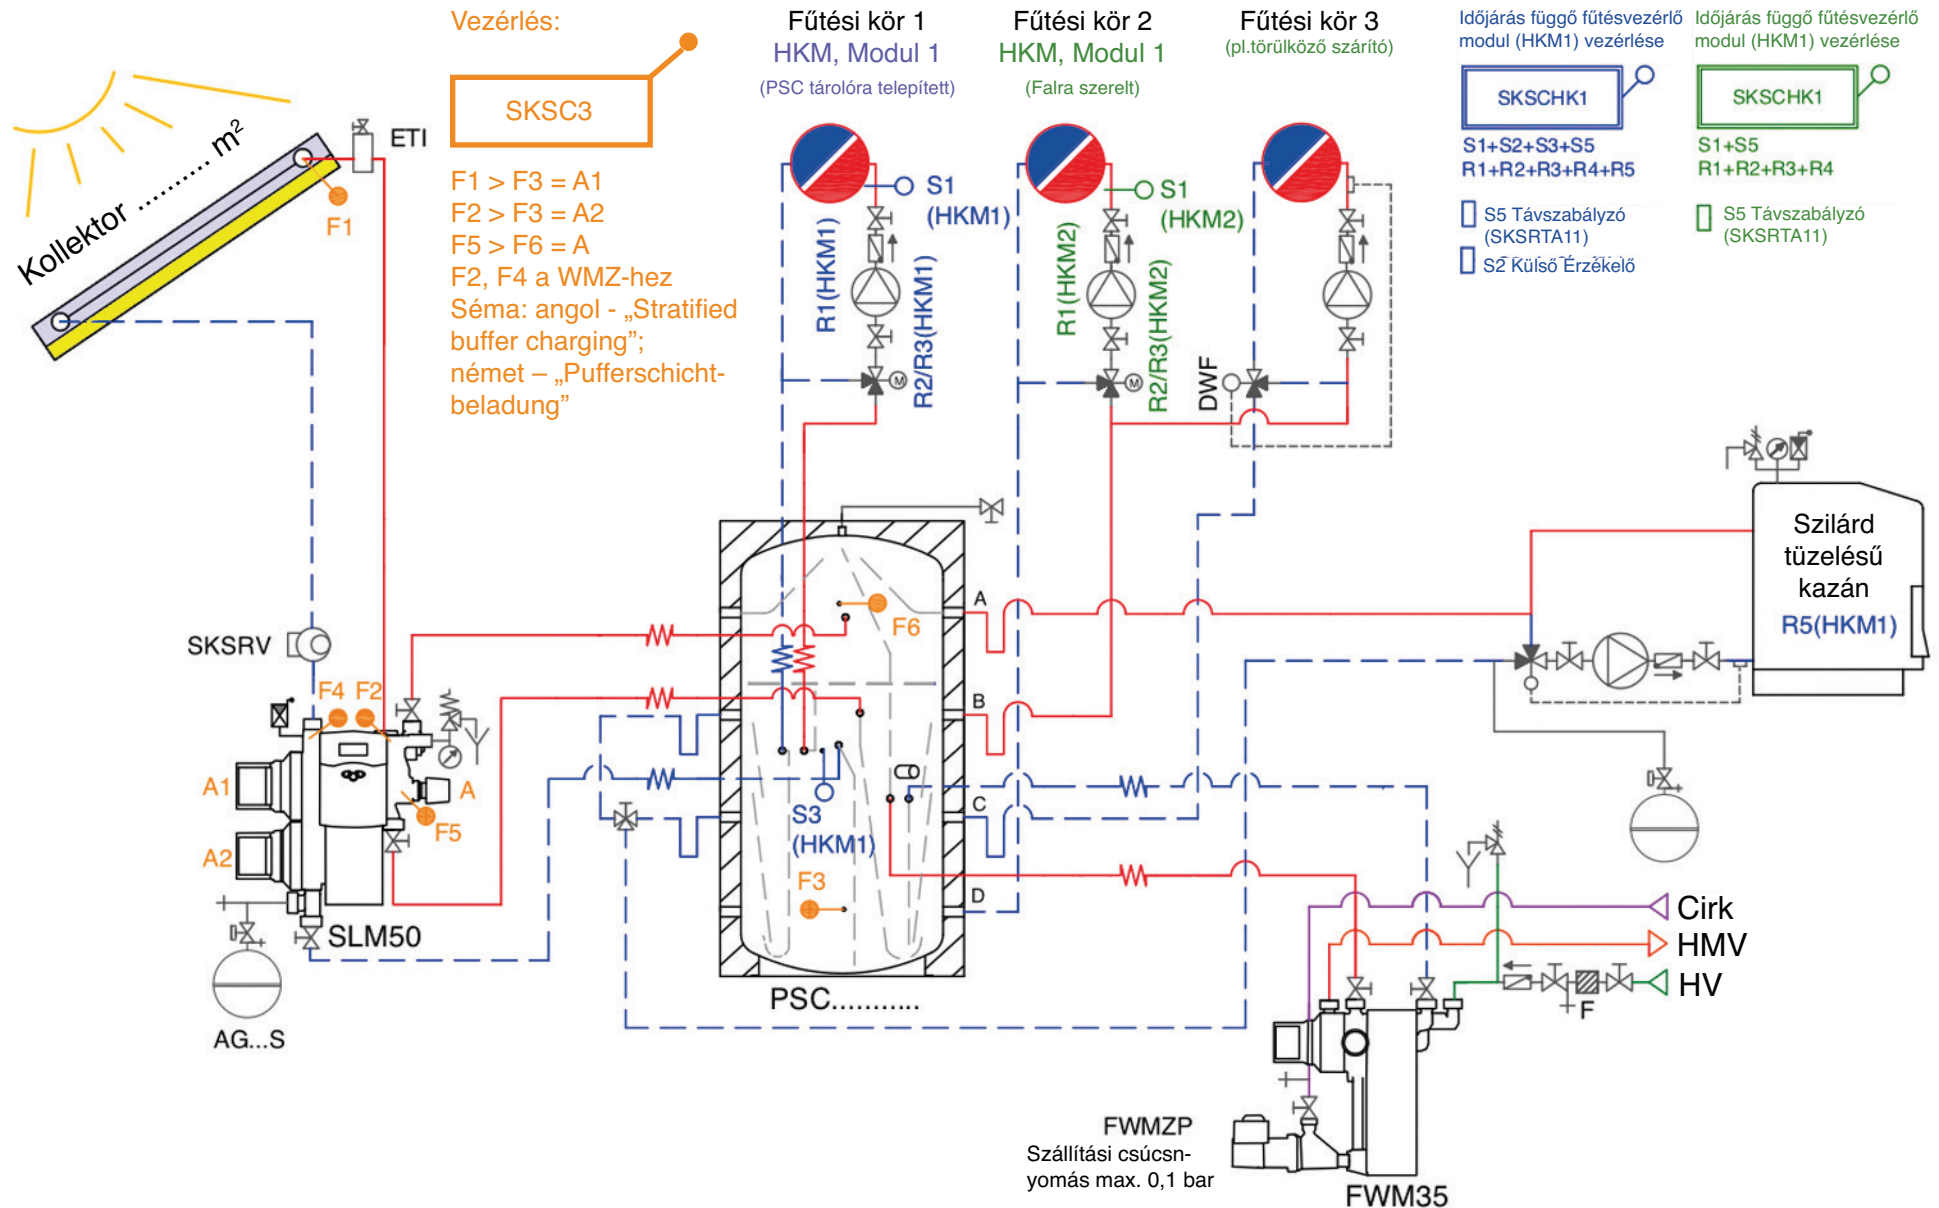 Vezérlés:
SKSC3
F1 > F3 = A1
F2 > F3 = A2
F5 > F6 = A
F2, F4 a WMZ-hez
Séma: angol - „Stratified
buffer charging”;
német – „Pufferschicht-
beladung”
Fűtési kör 1
HKM, Modul 1
(PSC tárolóra telepített)
Fűtési kör 2
HKM, Modul 1
(Falra szerelt)
Fűtési kör 3
(pl.törülköző szárító)
Időjárás függő fűtésvezérlő
modul (HKM1) vezérlése
SKSCHK1
S1+S2+S3+S5
R1+R2+R3+R4+R5
S5 Távszabályzó
(SKSRTA11)
S2 Külső Érzékelő
Időjárás függő fűtésvezérlő
modul (HKM1) vezérlése
SKSCHK1
S1+S5
R1+R2+R3+R4
S5 Távszabályzó
(SKSRTA11)
Kollektor .......... m²
ETI
F1
S1
(HKM1)
R1(HKM1)
R2/R3(HKM1)
M
S1
(HKM2)
R1(HKM2)
R2/R3(HKM2)
M
DWF
Szilárd
tüzelésű
kazán
R5(HKM1)
SKSRV
F4
F2
A1
A2
A
F5
SLM50
AG...S
F6
S3
(HKM1)
F3
A
B
C
D
PSC...........
Cirk
HMV
HV
F
FWMZP
Szállítási csúcsn-
yomás max. 0,1 bar
FWM35